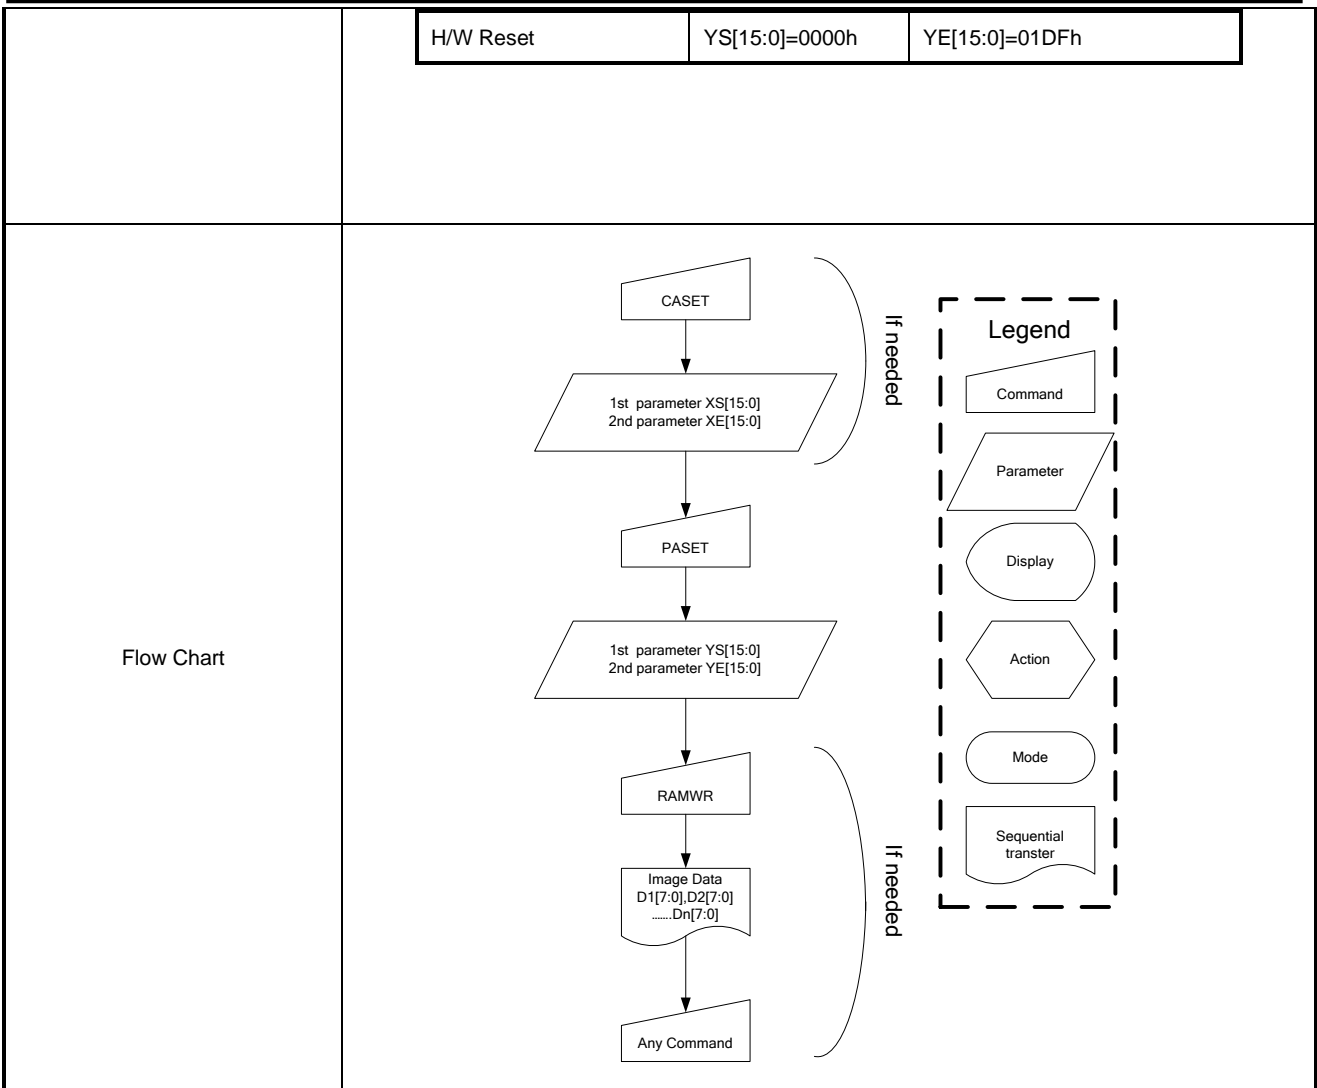 H/W Reset YS[15:0]=0000h YE[15:0]=01DFh
Flow Chart
CASET
1st parameter XS[15:0]
2nd parameter XE[15:0]
If needed
PASET
1st parameter YS[15:0]
2nd parameter YE[15:0]
RAMWR
Image Data
D1[7:0],D2[7:0]
.......Dn[7:0]
Any Command
If needed
Legend
Command
Parameter
Display
Action
Mode
Sequential
transter